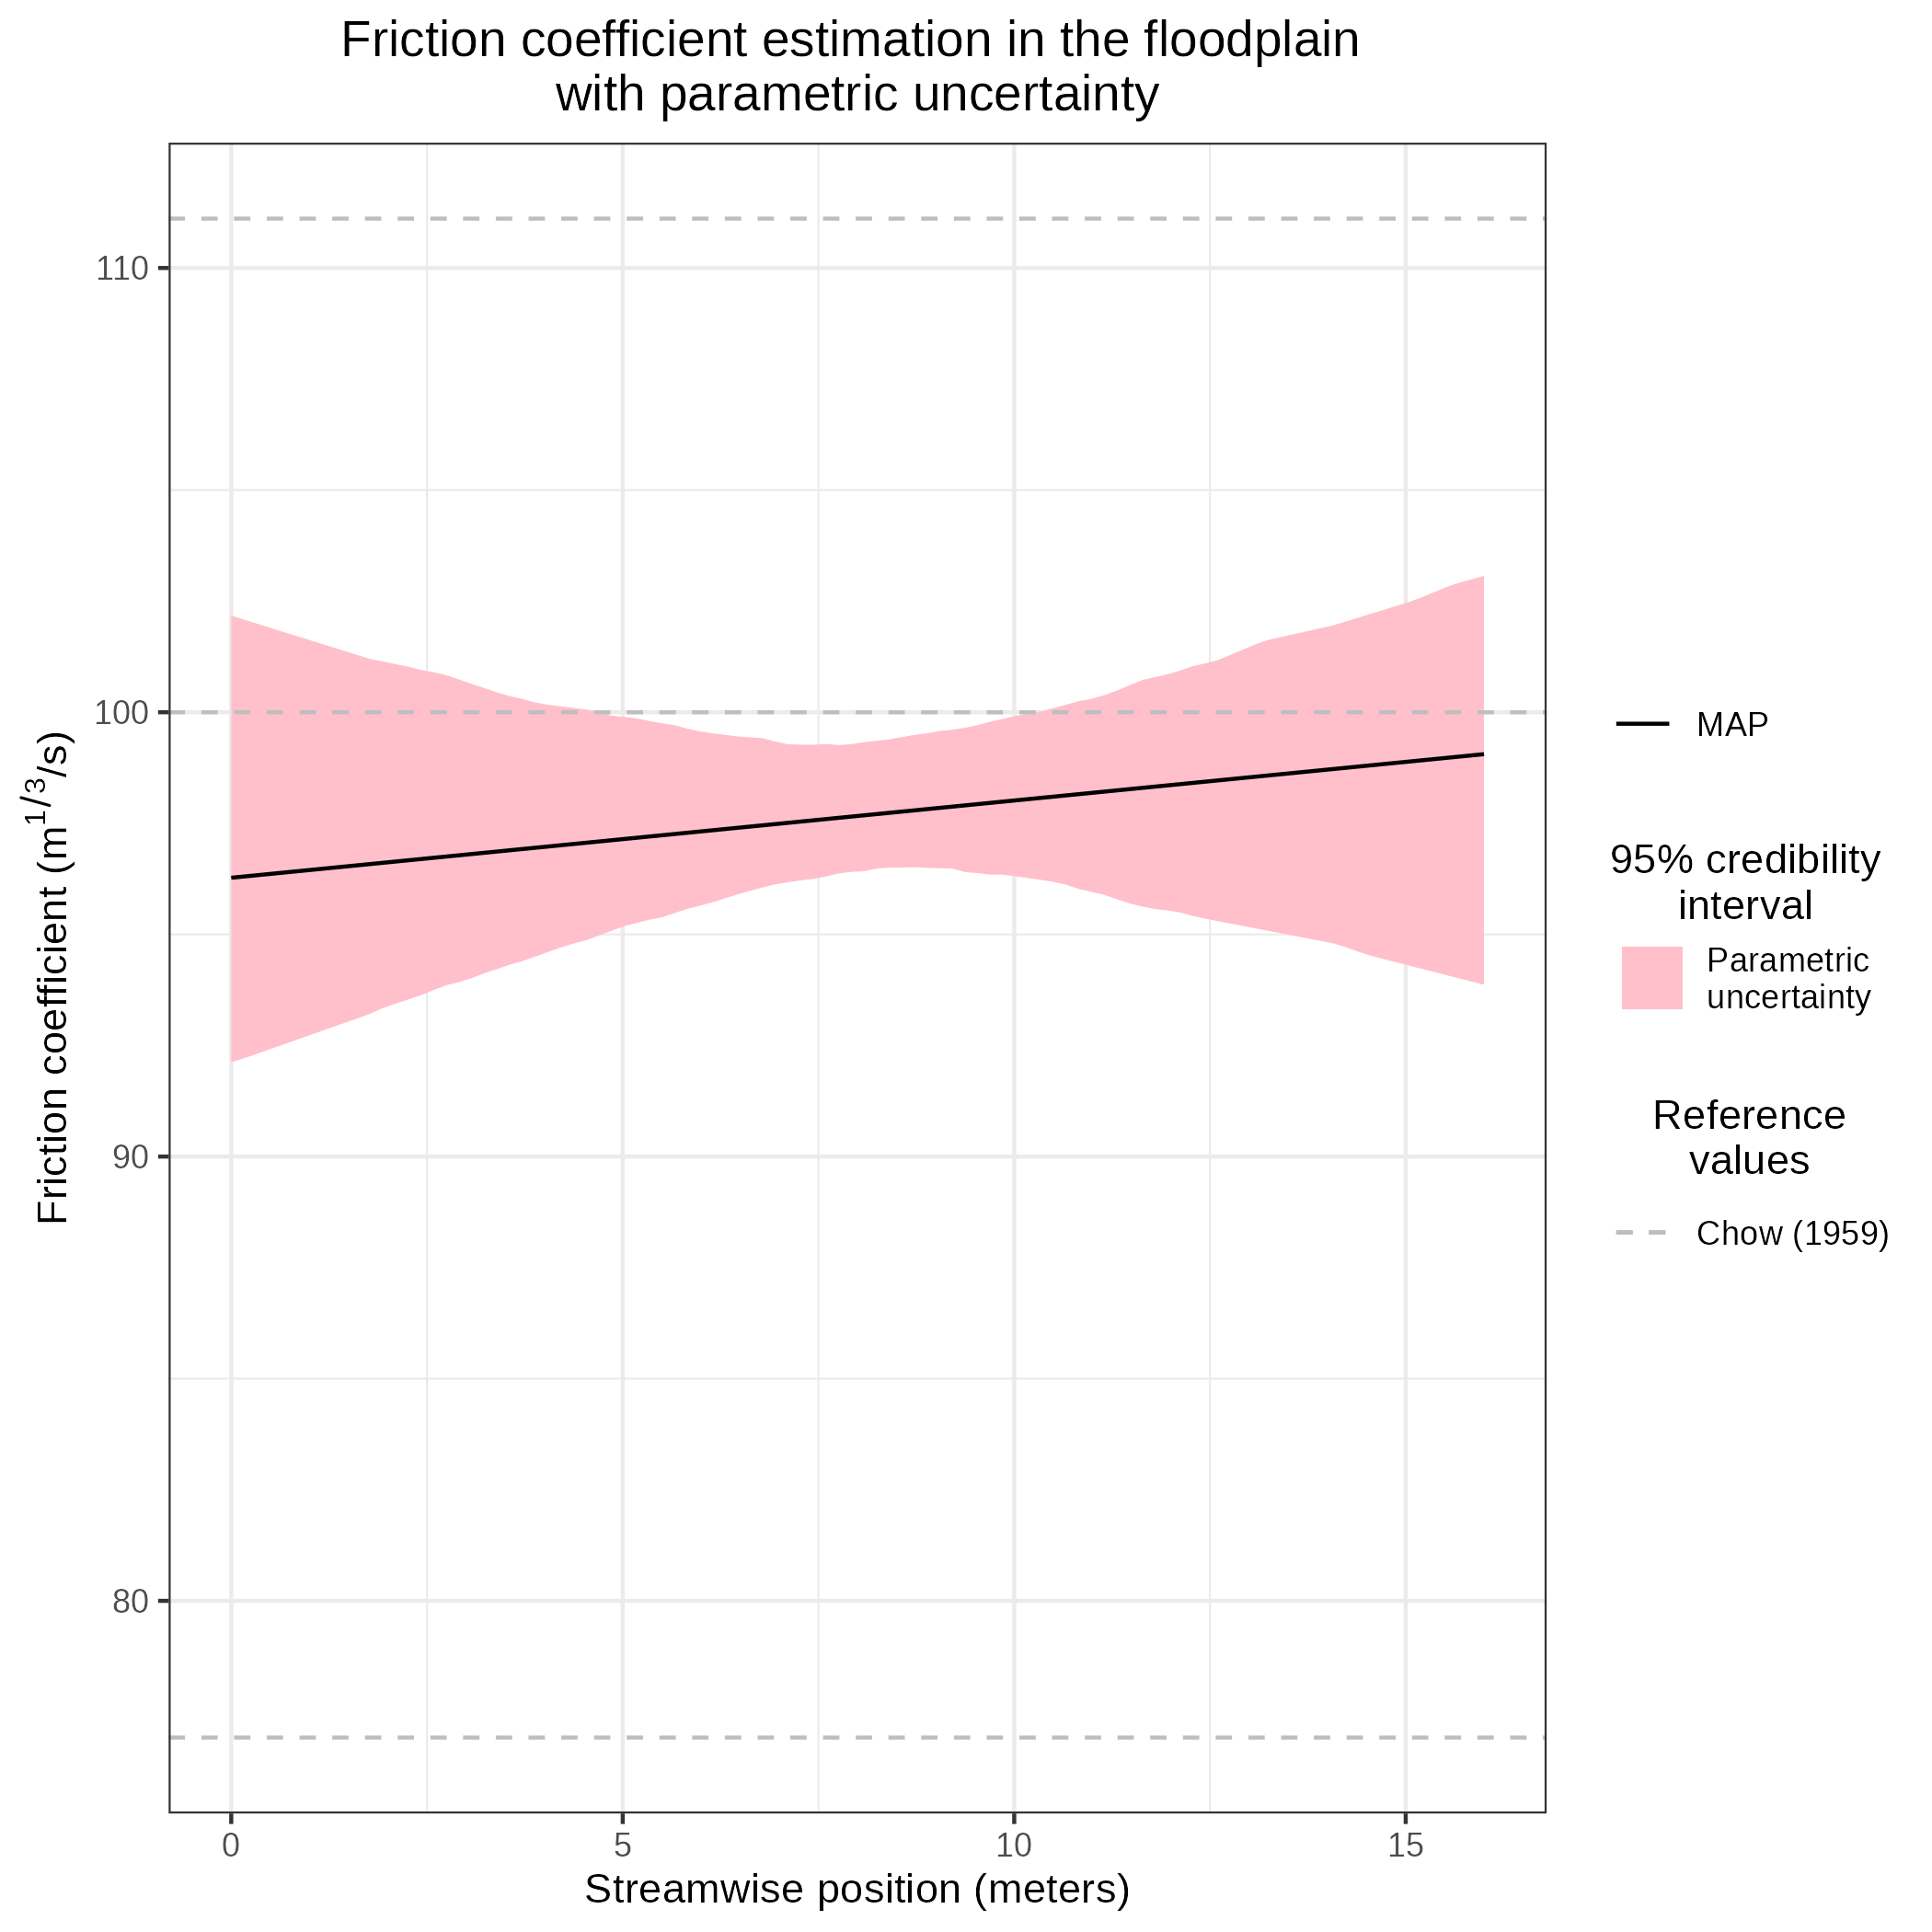 Friction coefficient estimation in the floodplain
with parametric uncertainty
Friction coefficient (m1/3/s)
110
100
90
80
0 5 10 15
Streamwise position (meters)
MAP
95% credibility
interval
Parametric
uncertainty
Reference
values
Chow (1959)